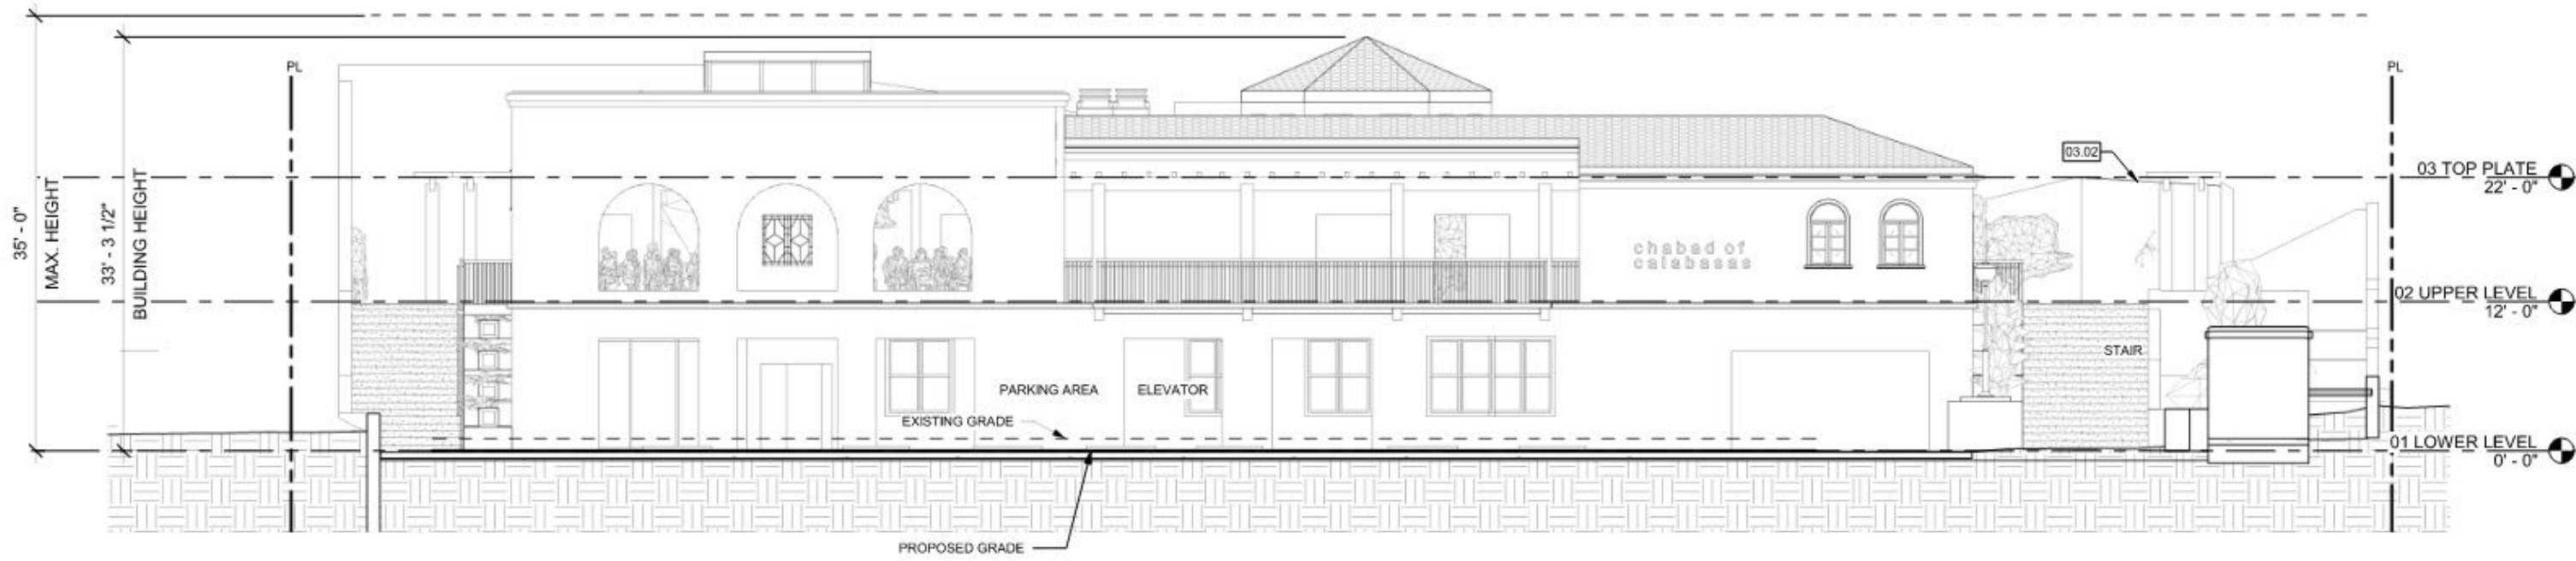 PL
PL
35' - 0"
MAX. HEIGHT
33' - 3 1/2"
BUILDING HEIGHT
03.02
03 TOP PLATE
22' - 0"
chabad of
calabasas
02 UPPER LEVEL
12' - 0"
STAIR
PARKING AREA
ELEVATOR
EXISTING GRADE
01 LOWER LEVEL
0' - 0"
PROPOSED GRADE